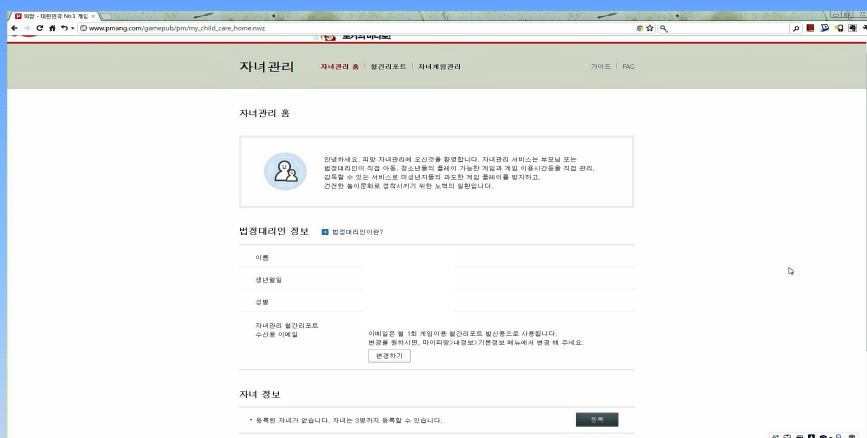 피망 - 대한민국 No.1 게임
www.pmang.com/gamepub/pm/my_child_care_home.nwz
자녀관리 자녀관리 홈 월간리포트 자녀게임관리 가이드 FAQ
자녀관리 홈
안녕하세요. 피망 자녀관리에 오신것을 환영합니다. 자녀관리 서비스는 부모님 또는
법정대리인이 직접 아동, 청소년들의 플레이 가능한 게임과 게임 이용시간등을 직접 관리,
감독할 수 있는 서비스로 미성년자들의 과도한 게임 플레이를 방지하고,
건전한 놀이문화로 정착시키기 위한 노력의 일환입니다.
법정대리인 정보 법정대리인이란?
이름
생년월일
성별
자녀관리 월간리포트
수신용 이메일
이메일은 월 1회 게임이용 월간리포트 발신용으로 사용됩니다.
변경을 원하시면, 마이피망>내정보>기본정보 메뉴에서 변경 해 주세요.
변경하기
자녀 정보
등록된 자녀가 없습니다. 자녀는 3명까지 등록할 수 있습니다.
등록